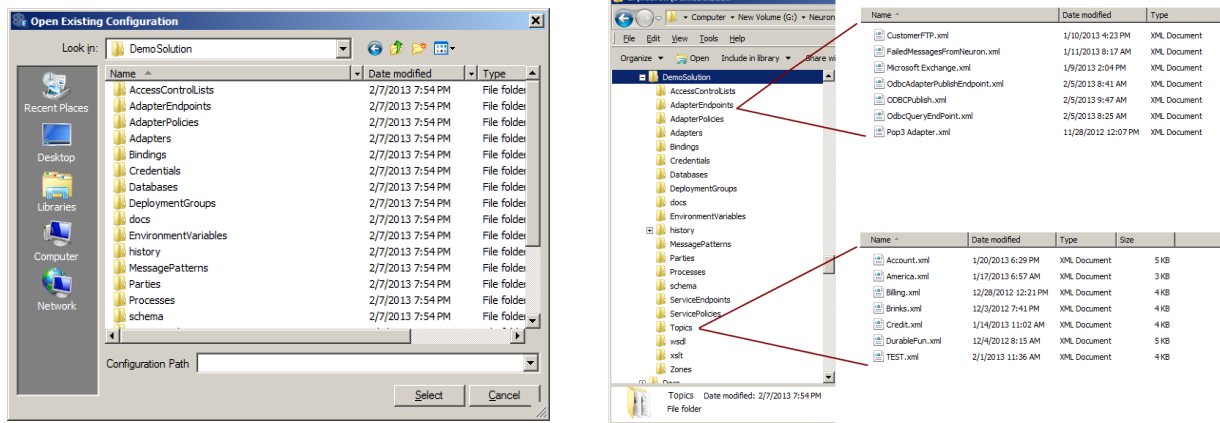 Open Existing Configuration
Look in: DemoSolution
Name Date modified Type
AccessControlLists 2/7/2013 7:54 PM File folder
AdapterEndpoints 2/7/2013 7:54 PM File folder
AdapterPolicies 2/7/2013 7:54 PM File folder
Adapters 2/7/2013 7:54 PM File folder
Bindings 2/7/2013 7:54 PM File folder
Credentials 2/7/2013 7:54 PM File folder
Databases 2/7/2013 7:54 PM File folder
DeploymentGroups 2/7/2013 7:54 PM File folder
docs 2/7/2013 7:54 PM File folder
EnvironmentVariables 2/7/2013 7:54 PM File folder
history 2/7/2013 7:54 PM File folder
MessagePatterns 2/7/2013 7:54 PM File folder
Parties 2/7/2013 7:54 PM File folder
Processes 2/7/2013 7:54 PM File folder
schema 2/7/2013 7:54 PM File folder
Recent Places
Desktop
Libraries
Computer
Network
Configuration Path
Select Cancel
Computer New Volume (G:) Neuron
File Edit View Tools Help
Organize Open Include in library Share wi
DemoSolution
AccessControlLists
AdapterEndpoints
AdapterPolicies
Adapters
Bindings
Credentials
Databases
DeploymentGroups
docs
EnvironmentVariables
history
MessagePatterns
Parties
Processes
schema
ServiceEndpoints
ServicePolicies
Topics
wsdl
xslt
Zones
Topics Date modified: 2/7/2013 7:54 PM
File folder
Name Date modified Type
CustomerFTP.xml 1/10/2013 4:23 PM XML Document
FailedMessagesFromNeuron.xml 1/11/2013 8:17 AM XML Document
Microsoft Exchange.xml 1/9/2013 2:04 PM XML Document
OdbcAdapterPublishEndpoint.xml 2/5/2013 8:41 AM XML Document
ODBCPublish.xml 2/5/2013 9:47 AM XML Document
OdbcQueryEndPoint.xml 2/5/2013 8:25 AM XML Document
Pop3 Adapter.xml 11/28/2012 12:07 PM XML Document
Name Date modified Type Size
Account.xml 1/20/2013 6:29 PM XML Document 5 KB
America.xml 1/17/2013 6:57 AM XML Document 3 KB
Billing.xml 12/28/2012 12:21 PM XML Document 4 KB
Brinks.xml 12/3/2012 7:41 PM XML Document 4 KB
Credit.xml 1/14/2013 11:02 AM XML Document 4 KB
DurableFun.xml 12/4/2012 8:15 AM XML Document 5 KB
TEST.xml 2/1/2013 11:36 AM XML Document 4 KB